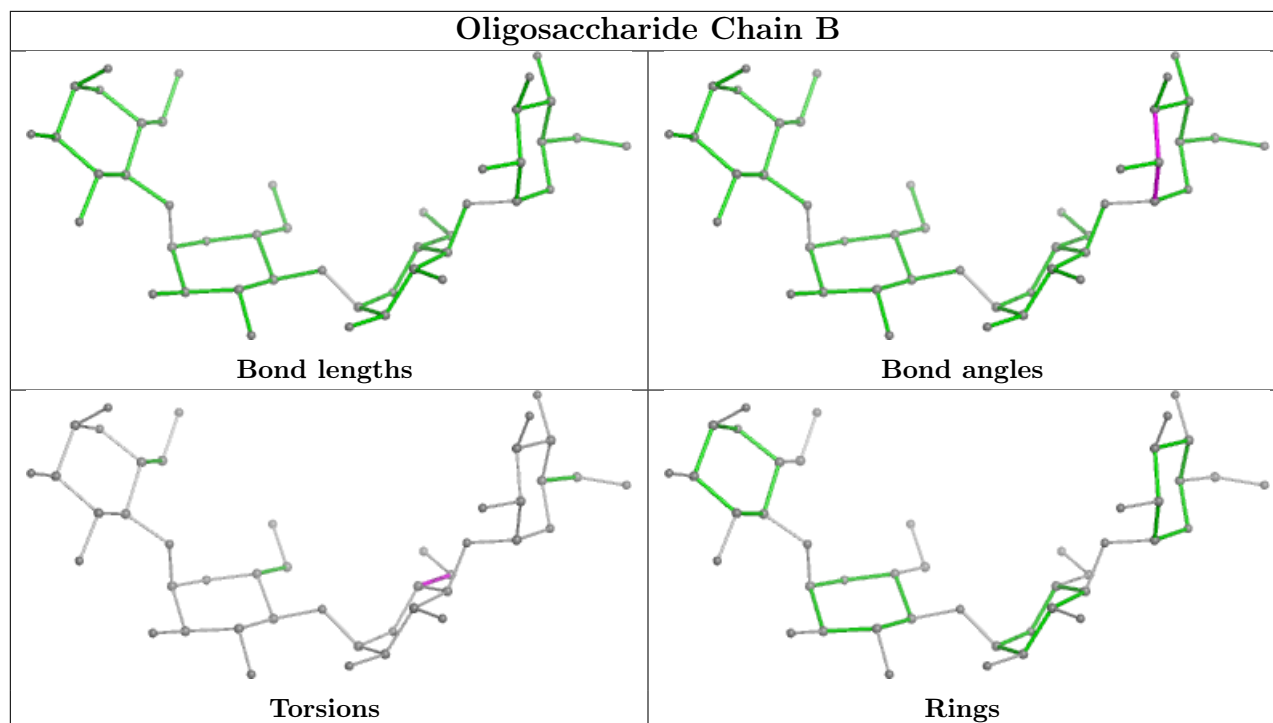 Oligosaccharide Chain B
Bond lengths
Bond angles
Torsions
Rings